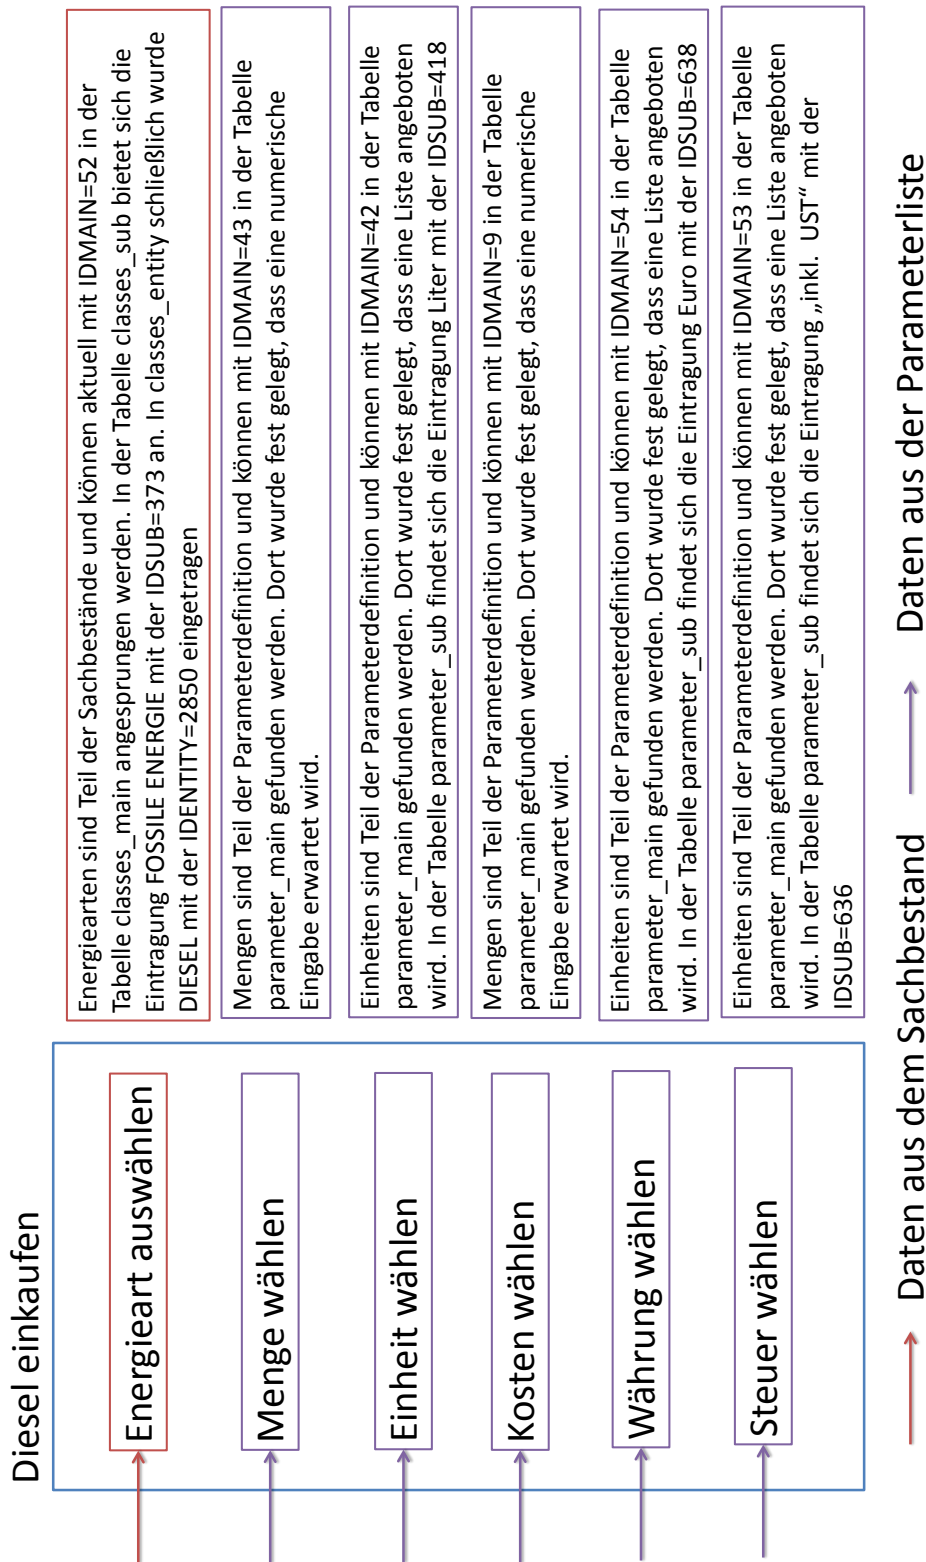 Diesel einkaufen
Energieart auswählen
Energiearten sind Teil der Sachbestände und können aktuell mit IDMAIN=52 in der
Tabelle classes_main angesprungen werden. In der Tabelle classes_sub bietet sich die
Eintragung FOSSILE ENERGIE mit der IDSUB=373 an. In classes_entity schließlich wurde
DIESEL mit der IDENTITY=2850 eingetragen
Menge wählen
Mengen sind Teil der Parameterdefinition und können mit IDMAIN=43 in der Tabelle
parameter_main gefunden werden. Dort wurde fest gelegt, dass eine numerische
Eingabe erwartet wird.
Einheit wählen
Einheiten sind Teil der Parameterdefinition und können mit IDMAIN=42 in der Tabelle
parameter_main gefunden werden. Dort wurde fest gelegt, dass eine Liste angeboten
wird. In der Tabelle parameter_sub findet sich die Eintragung Liter mit der IDSUB=418
Kosten wählen
Mengen sind Teil der Parameterdefinition und können mit IDMAIN=9 in der Tabelle
parameter_main gefunden werden. Dort wurde fest gelegt, dass eine numerische
Eingabe erwartet wird.
Währung wählen
Einheiten sind Teil der Parameterdefinition und können mit IDMAIN=54 in der Tabelle
parameter_main gefunden werden. Dort wurde fest gelegt, dass eine Liste angeboten
wird. In der Tabelle parameter_sub findet sich die Eintragung Euro mit der IDSUB=638
Steuer wählen
Einheiten sind Teil der Parameterdefinition und können mit IDMAIN=53 in der Tabelle
parameter_main gefunden werden. Dort wurde fest gelegt, dass eine Liste angeboten
wird. In der Tabelle parameter_sub findet sich die Eintragung „inkl. UST“ mit der
IDSUB=636
Daten aus dem Sachbestand
Daten aus der Parameterliste